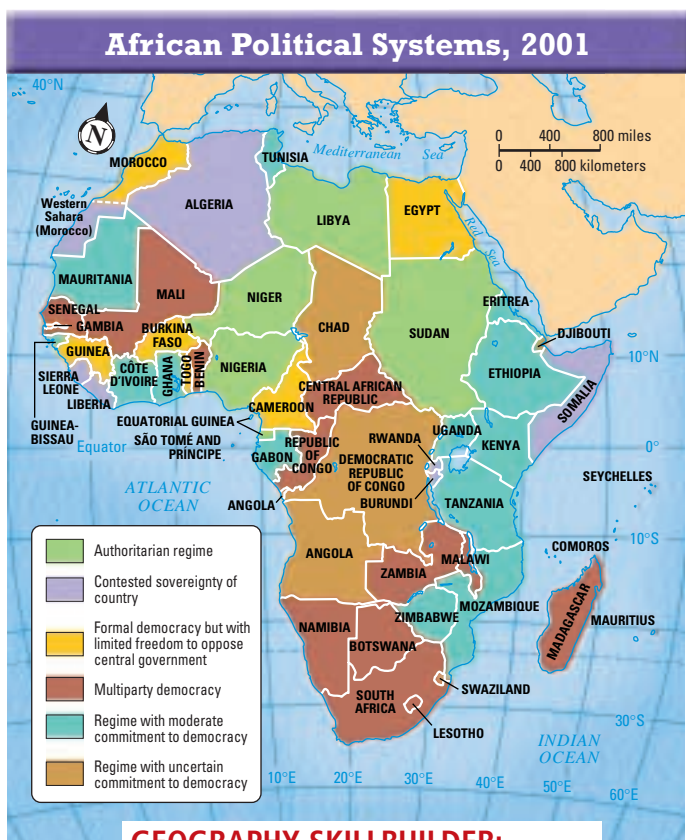 African Political Systems, 2001
40°N
N
0 400 800 miles
0 400 800 kilometers
Mediterranean Sea
MOROCCO
TUNISIA
Western
Sahara
(Morocco)
ALGERIA
LIBYA
EGYPT
Red Sea
MAURITANIA
MALI
NIGER
CHAD
SUDAN
ERITREA
DJIBOUTI
SENEGAL
GAMBIA
BURKINA
FASO
GUINEA
NIGERIA
ETHIOPIA
10°N
SIERRA
LEONE
CÔTE
D'IVOIRE
GHANA
TOGO
BENIN
CENTRAL AFRICAN
REPUBLIC
SOMALIA
LIBERIA
CAMEROON
GUINEA-
BISSAU
EQUATORIAL GUINEA
SÃO TOMÉ AND
PRÍNCIPE
Equator
GABON
REPUBLIC
OF
CONGO
RWANDA
UGANDA
KENYA
0°
DEMOCRATIC
REPUBLIC
OF CONGO
BURUNDI
SEYCHELLES
ATLANTIC
OCEAN
ANGOLA
TANZANIA
10°S
COMOROS
ANGOLA
MALAWI
ZAMBIA
MOZAMBIQUE
MADAGASCAR
MAURITIUS
NAMIBIA
ZIMBABWE
BOTSWANA
SOUTH
AFRICA
SWAZILAND
LESOTHO
30°S
INDIAN
OCEAN
10°E 20°E 30°E 40°E 50°E 60°E
Authoritarian regime
Contested sovereignty of
country
Formal democracy but with
limited freedom to oppose
central government
Multiparty democracy
Regime with moderate
commitment to democracy
Regime with uncertain
commitment to democracy
GEOGRAPHY SKILLBUILDER: